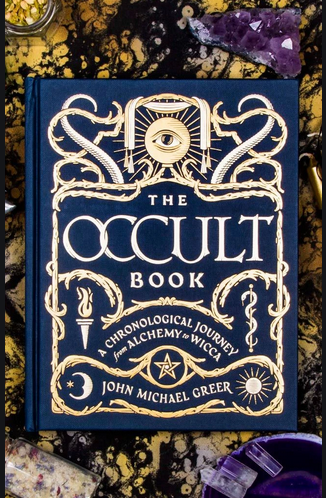 THE
OCCULT
BOOK
A CHRONOLOGICAL JOURNEY
from ALCHEMY to WICCA
JOHN MICHAEL GREER